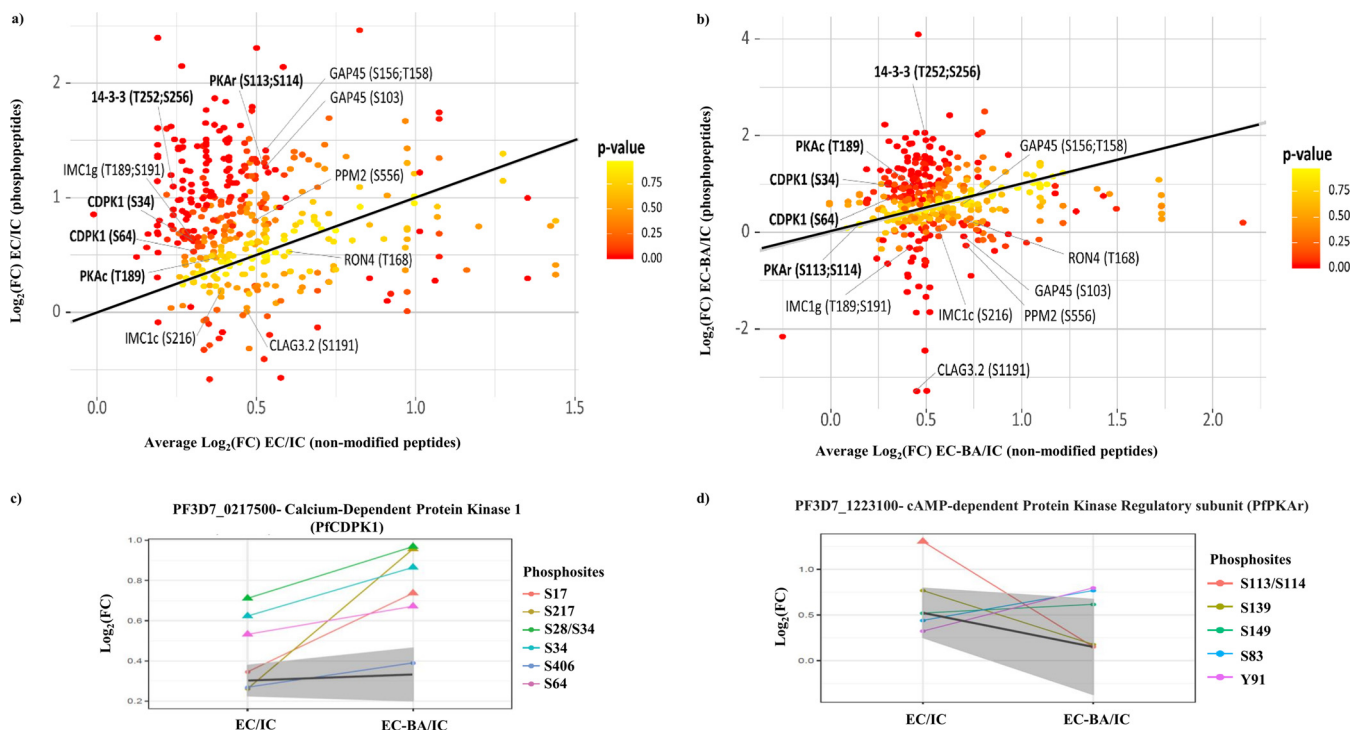 a)
Log₂(FC) EC/IC (phosphopeptides)
2
1
0
0.0
0.5
1.0
1.5
Average Log₂(FC) EC/IC (non-modified peptides)
PKAr (S113;S114)
GAP45 (S156;T158)
14-3-3 (T252;S256)
GAP45 (S103)
IMC1g (T189;S191)
PPM2 (S556)
CDPK1 (S34)
CDPK1 (S64)
RON4 (T168)
PKAc (T189)
IMC1c (S216)
CLAG3.2 (S1191)
p-value
0.75
0.50
0.25
0.00
b)
Log₂(FC) EC-BA/IC (phosphopeptides)
4
2
0
-2
0.0
0.5
1.0
1.5
2.0
Average Log₂(FC) EC-BA/IC (non-modified peptides)
14-3-3 (T252;S256)
PKAc (T189)
GAP45 (S156;T158)
CDPK1 (S34)
CDPK1 (S64)
PKAr (S113;S114)
RON4 (T168)
IMC1g (T189;S191)
GAP45 (S103)
IMC1c (S216)
PPM2 (S556)
CLAG3.2 (S1191)
p-value
0.75
0.50
0.25
0.00
c)
PF3D7_0217500- Calcium-Dependent Protein Kinase 1
(PfCDPK1)
Log₂(FC)
1.0
0.8
0.6
0.4
0.2
EC/IC
EC-BA/IC
Phosphosites
S17
S217
S28/S34
S34
S406
S64
d)
PF3D7_1223100- cAMP-dependent Protein Kinase Regulatory subunit (PfPKAr)
Log₂(FC)
1.0
0.5
0.0
EC/IC
EC-BA/IC
Phosphosites
S113/S114
S139
S149
S83
Y91